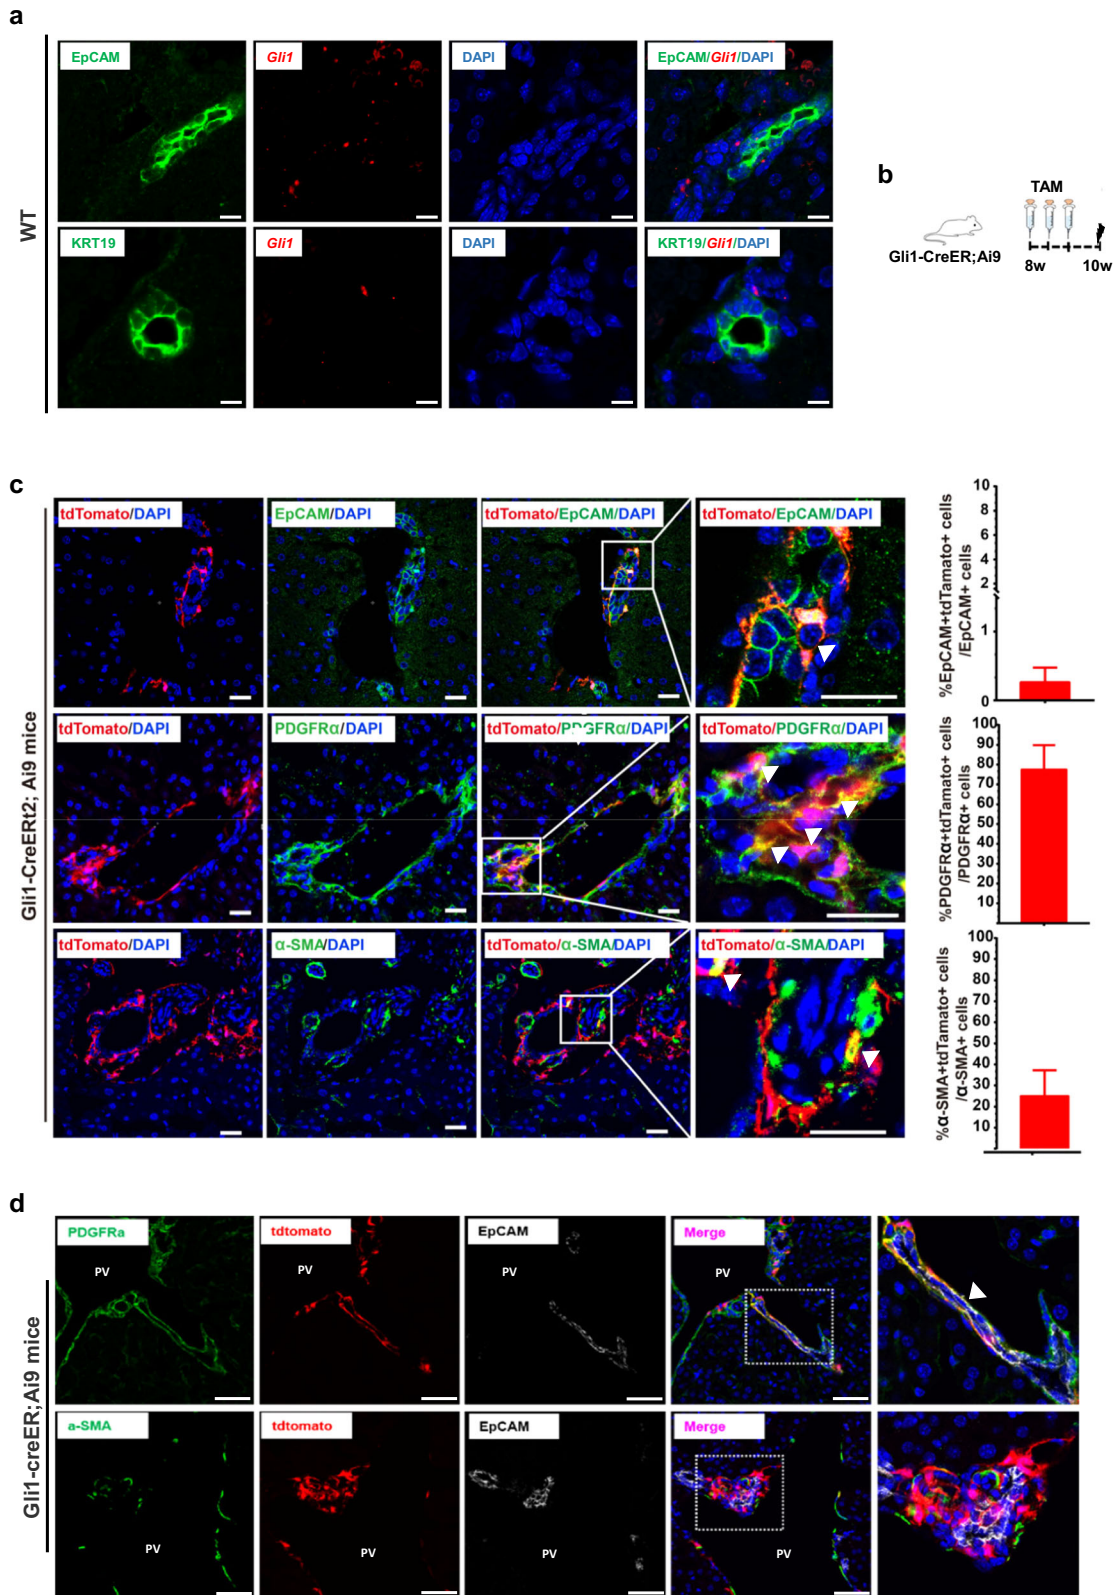 a
WT
EpCAM
Gli1
DAPI
EpCAM/Gli1/DAPI
KRT19
Gli1
DAPI
KRT19/Gli1/DAPI
b
TAM
Gli1-CreER;Ai9
8w
10w
c
Gli1-CreERt2; Ai9 mice
tdTomato/DAPI
EpCAM/DAPI
tdTomato/EpCAM/DAPI
tdTomato/EpCAM/DAPI
%EpCAM+tdTamato+ cells
/EpCAM+ cells
10
8
6
4
2
1
0
tdTomato/DAPI
PDGFRα/DAPI
tdTomato/PDGFRα/DAPI
tdTomato/PDGFRα/DAPI
%PDGFRα+tdTamato+ cells
/PDGFRα+ cells
100
90
80
70
60
50
40
30
20
10
tdTomato/DAPI
α-SMA/DAPI
tdTomato/α-SMA/DAPI
tdTomato/α-SMA/DAPI
%α-SMA+tdTamato+ cells
/α-SMA+ cells
100
90
80
70
60
50
40
30
20
10
d
Gli1-creER;Ai9 mice
PDGFRa
tdtomato
EpCAM
Merge
PV
PV
PV
PV
a-SMA
tdtomato
EpCAM
Merge
PV
PV
PV
PV